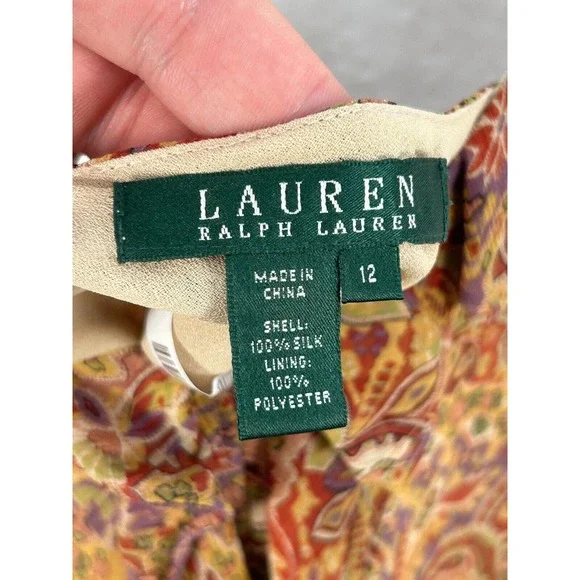 LAUREN
RALPH LAUREN
MADE IN
CHINA
SHELL:
100% SILK
LINING:
100%
POLYESTER
12